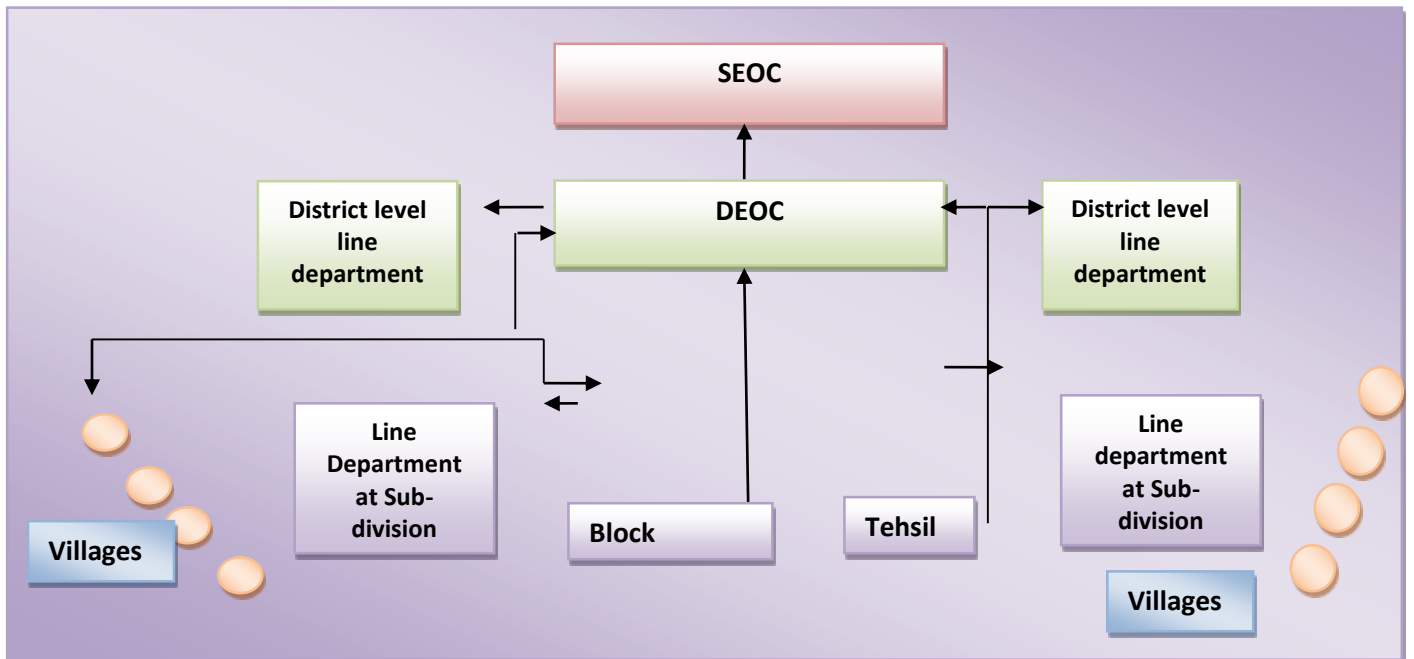 SEOC
District level
line
department
DEOC
District level
line
department
Line
Department
at Sub-
division
Line
department
at Sub-
division
Block
Tehsil
Villages
Villages